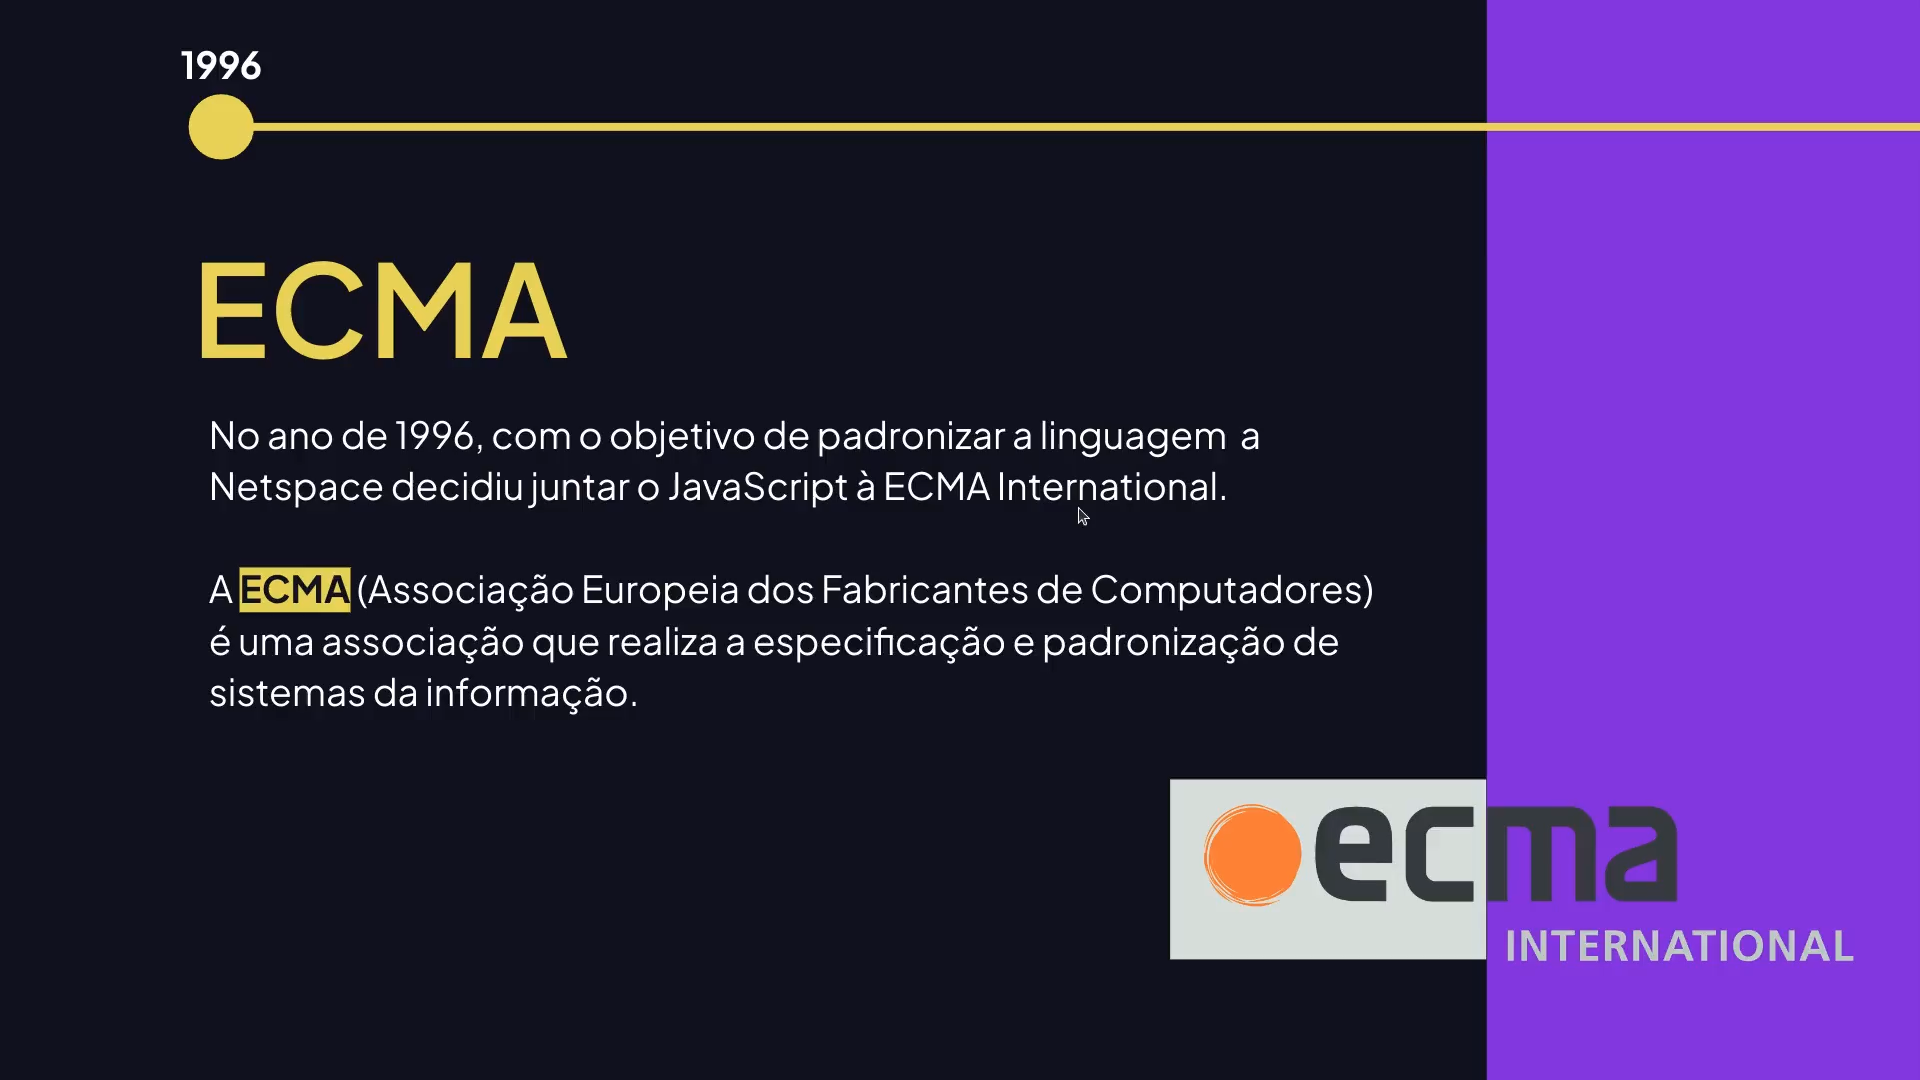 1996
ECMA
No ano de 1996, com o objetivo de padronizar a linguagem  a
Netspace decidiu juntar o JavaScript à ECMA International.
A ECMA (Associação Europeia dos Fabricantes de Computadores)
é uma associação que realiza a especificação e padronização de
sistemas da informação.
ecma
INTERNATIONAL